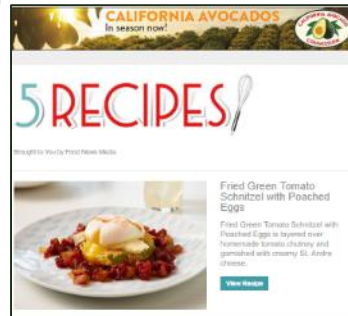 CALIFORNIA AVOCADOS
In season now!
5 RECIPES
Brought to You by Food News Media
Fried Green Tomato
Schnitzel with Poached
Eggs
Fried Green Tomato Schnitzel with
Poached Eggs is layered over
homemade tomato chutney and
garnished with creamy St. Andre
cheese.
View Recipe